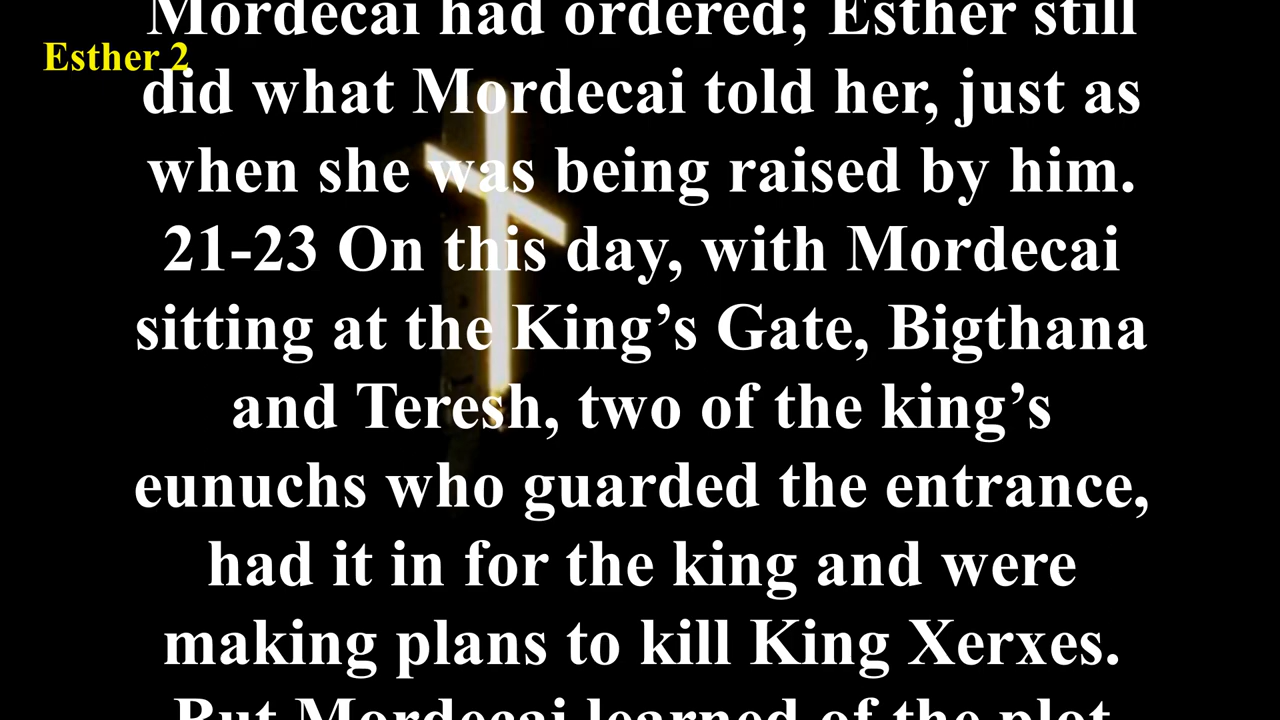 Mordecai had ordered; Esther still
Esther 2
did what Mordecai told her, just as
when she was being raised by him.
21-23 On this day, with Mordecai
sitting at the King’s Gate, Bigthana
and Teresh, two of the king’s
eunuchs who guarded the entrance,
had it in for the king and were
making plans to kill King Xerxes.
But Mordecai learned of the plot